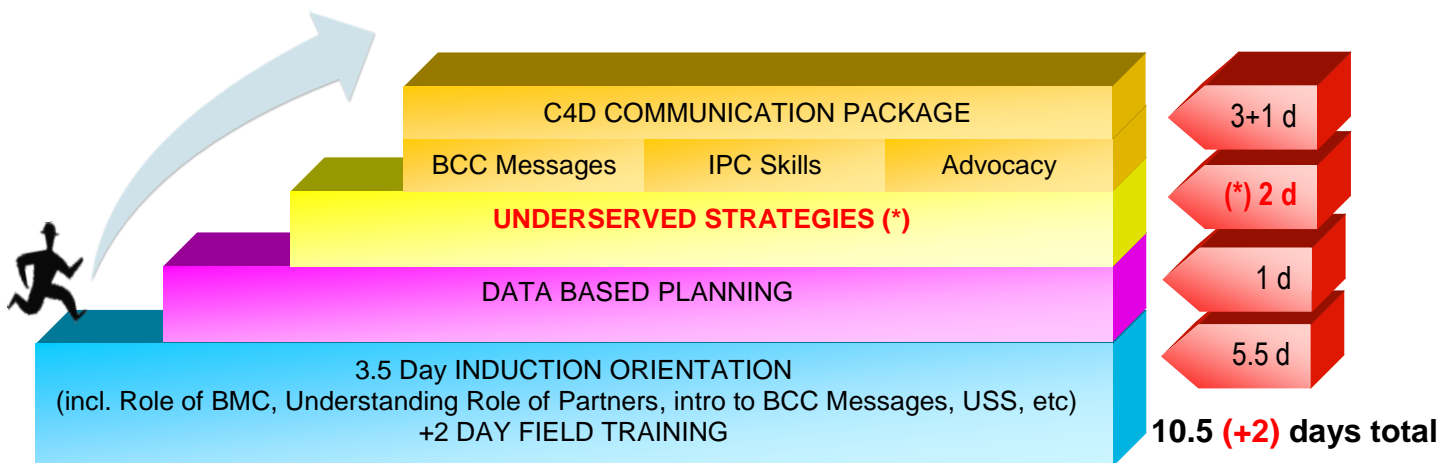 C4D COMMUNICATION PACKAGE
3+1 d
BCC Messages
IPC Skills
Advocacy
UNDERSERVED STRATEGIES (*)
(*) 2 d
DATA BASED PLANNING
1 d
3.5 Day INDUCTION ORIENTATION
(incl. Role of BMC, Understanding Role of Partners, intro to BCC Messages, USS, etc)
+2 DAY FIELD TRAINING
5.5 d
10.5 (+2) days total